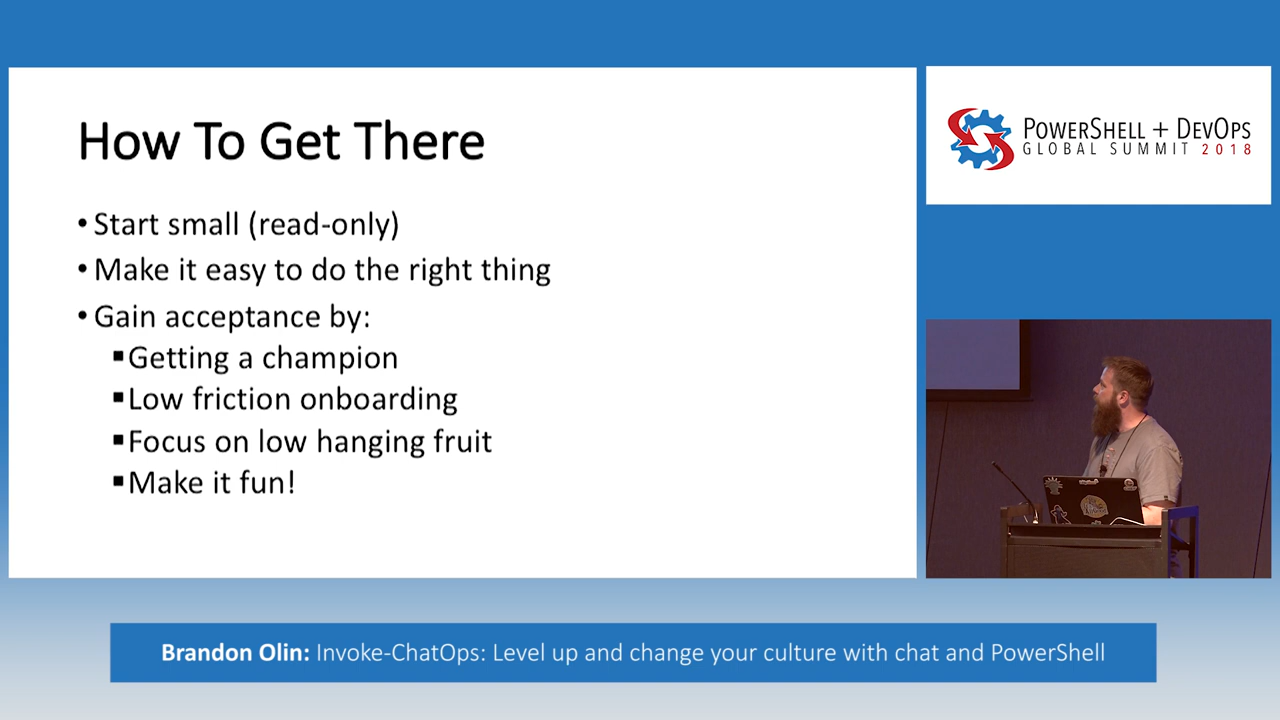 How To Get There
• Start small (read-only)
• Make it easy to do the right thing
• Gain acceptance by:
▪Getting a champion
▪Low friction onboarding
▪Focus on low hanging fruit
▪Make it fun!
POWERSHELL + DEVOPS
GLOBAL SUMMIT 2018
Brandon Olin: Invoke-ChatOps: Level up and change your culture with chat and PowerShell